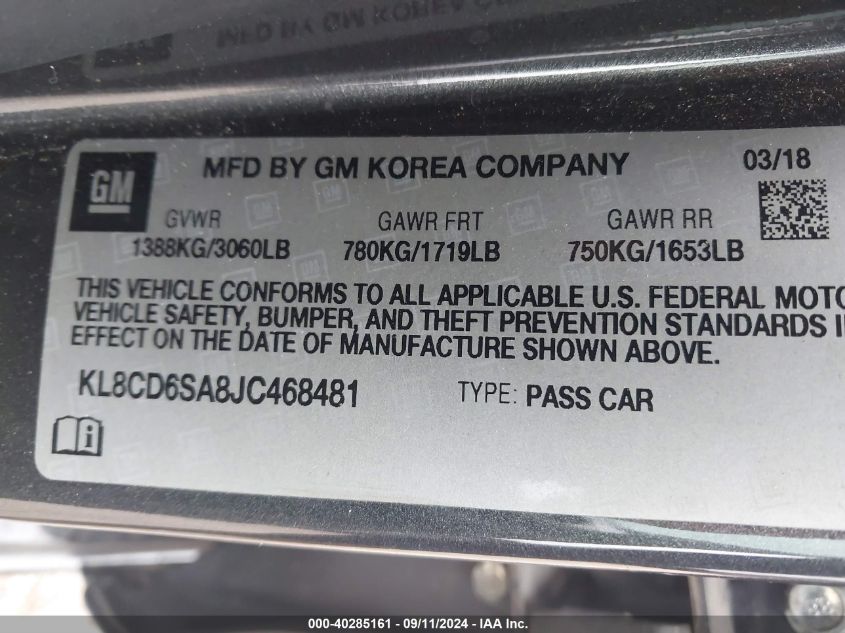 MFD BY GM KOREA COMPANY 03/18
GM
GVWR GAWR FRT GAWR RR
1388KG/3060LB 780KG/1719LB 750KG/1653LB
THIS VEHICLE CONFORMS TO ALL APPLICABLE U.S. FEDERAL MOTO
VEHICLE SAFETY, BUMPER, AND THEFT PREVENTION STANDARDS I
EFFECT ON THE DATE OF MANUFACTURE SHOWN ABOVE.
KL8CD6SA8JC468481 TYPE: PASS CAR
000-40285161 - 09/11/2024 - IAA Inc.